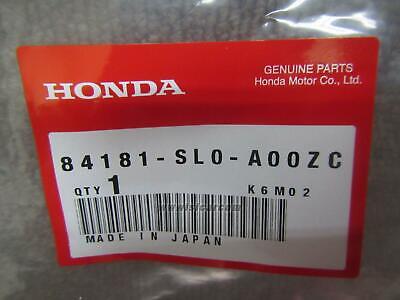 GENUINE PARTS
HONDA
Honda Motor Co., Ltd.
84181-SL0-A00ZC
QTY 1
K6M02
MADE IN JAPAN